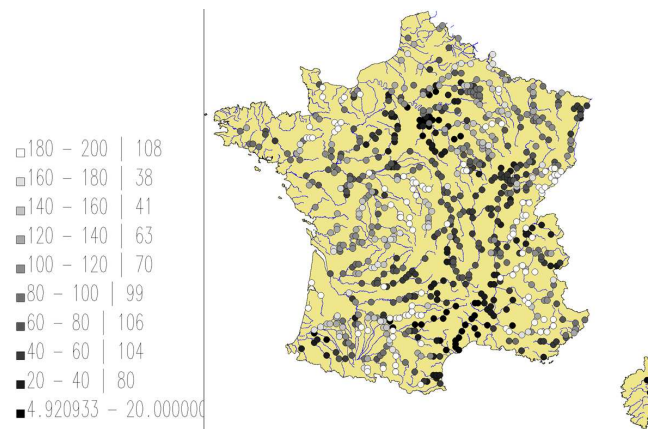 180 - 200 | 108
160 - 180 | 38
140 - 160 | 41
120 - 140 | 63
100 - 120 | 70
80 - 100 | 99
60 - 80 | 106
40 - 60 | 104
20 - 40 | 80
4.920933 - 20.000000